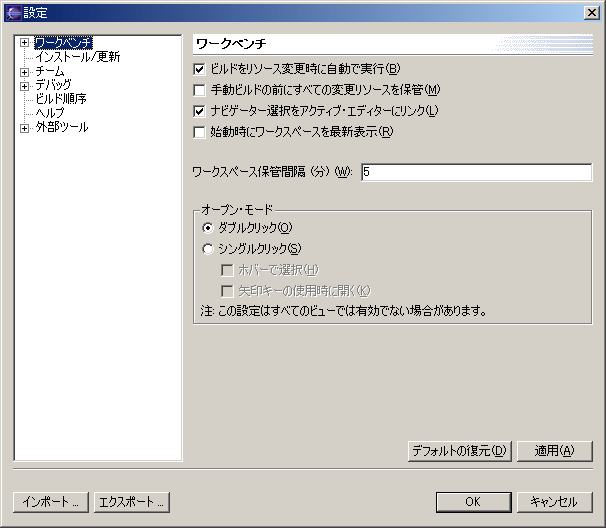 設定
ワークベンチ
インストール/更新
チーム
デバッグ
ビルド順序
ヘルプ
外部ツール
ワークベンチ
ビルドをリソース変更時に自動で実行(B)
手動ビルドの前にすべての変更リソースを保管(M)
ナビゲーター選択をアクティブ・エディターにリンク(L)
始動時にワークスペースを最新表示(R)
ワークスペース保管間隔 (分) (W): 5
オープン・モード
ダブルクリック(O)
シングルクリック(S)
ホバーで選択(H)
矢印キーの使用時に開く(K)
注: この設定はすべてのビューでは有効でない場合があります。
デフォルトの復元(D) 適用(A)
インポート... エクスポート... OK キャンセル